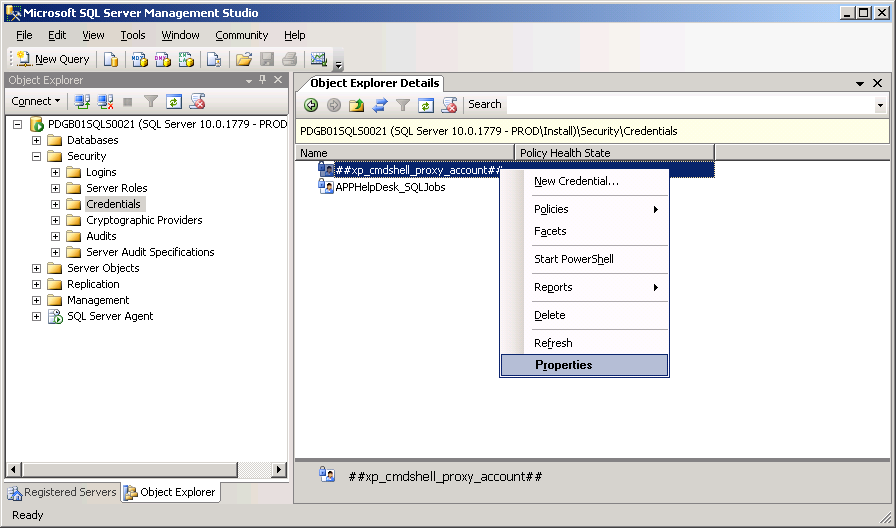 Microsoft SQL Server Management Studio
File Edit View Tools Window Community Help
New Query
Object Explorer
Connect
PDGB01SQLS0021 (SQL Server 10.0.1779 - PROD
Databases
Security
Logins
Server Roles
Credentials
Cryptographic Providers
Audits
Server Audit Specifications
Server Objects
Replication
Management
SQL Server Agent
Registered Servers Object Explorer
Object Explorer Details
Search
PDGB01SQLS0021 (SQL Server 10.0.1779 - PROD\Install)\Security\Credentials
Name Policy Health State
##xp_cmdshell_proxy_account##
APPHelpDesk_SQLJobs
New Credential...
Policies
Facets
Start PowerShell
Reports
Delete
Refresh
Properties
##xp_cmdshell_proxy_account##
Ready